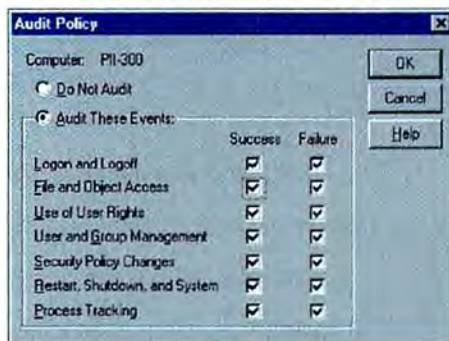 Audit Policy
Computer: PII-300
Do Not Audit
Audit These Events:
Success Failure
Logon and Logoff
File and Object Access
Use of User Rights
User and Group Management
Security Policy Changes
Restart, Shutdown, and System
Process Tracking
OK
Cancel
Help